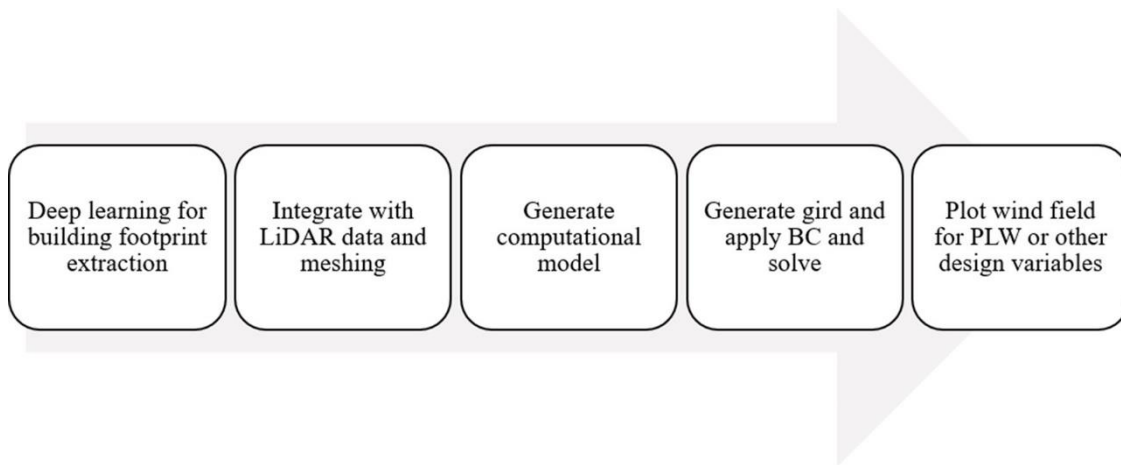 Deep learning for
building footprint
extraction
Integrate with
LiDAR data and
meshing
Generate
computational
model
Generate gird and
apply BC and
solve
Plot wind field
for PLW or other
design variables